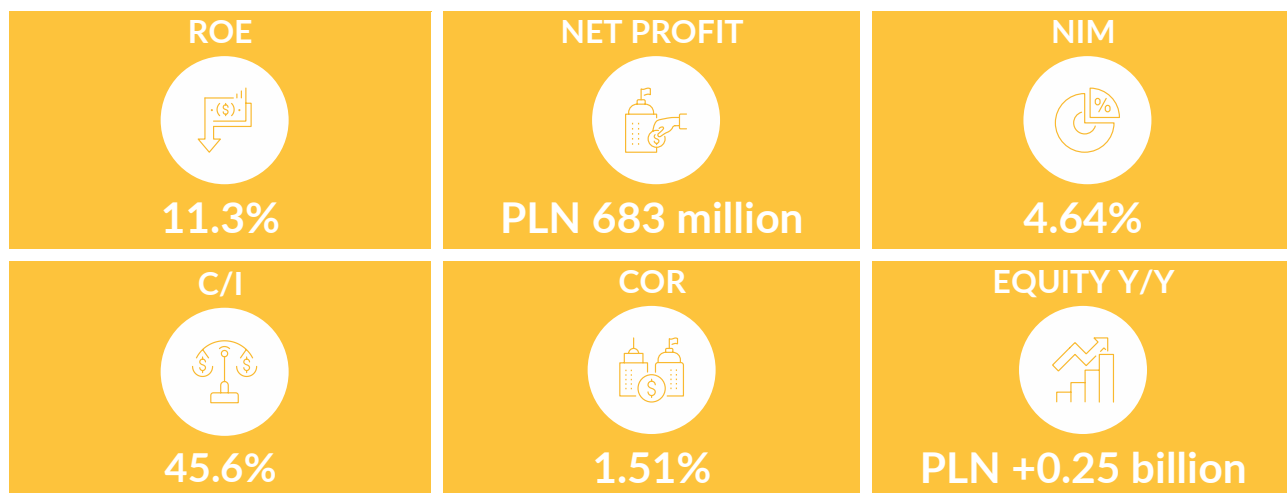 ROE
($)
11.3%
NET PROFIT
$
PLN 683 million
NIM
%
4.64%
C/I
$ $
45.6%
COR
$
1.51%
EQUITY Y/Y
PLN +0.25 billion